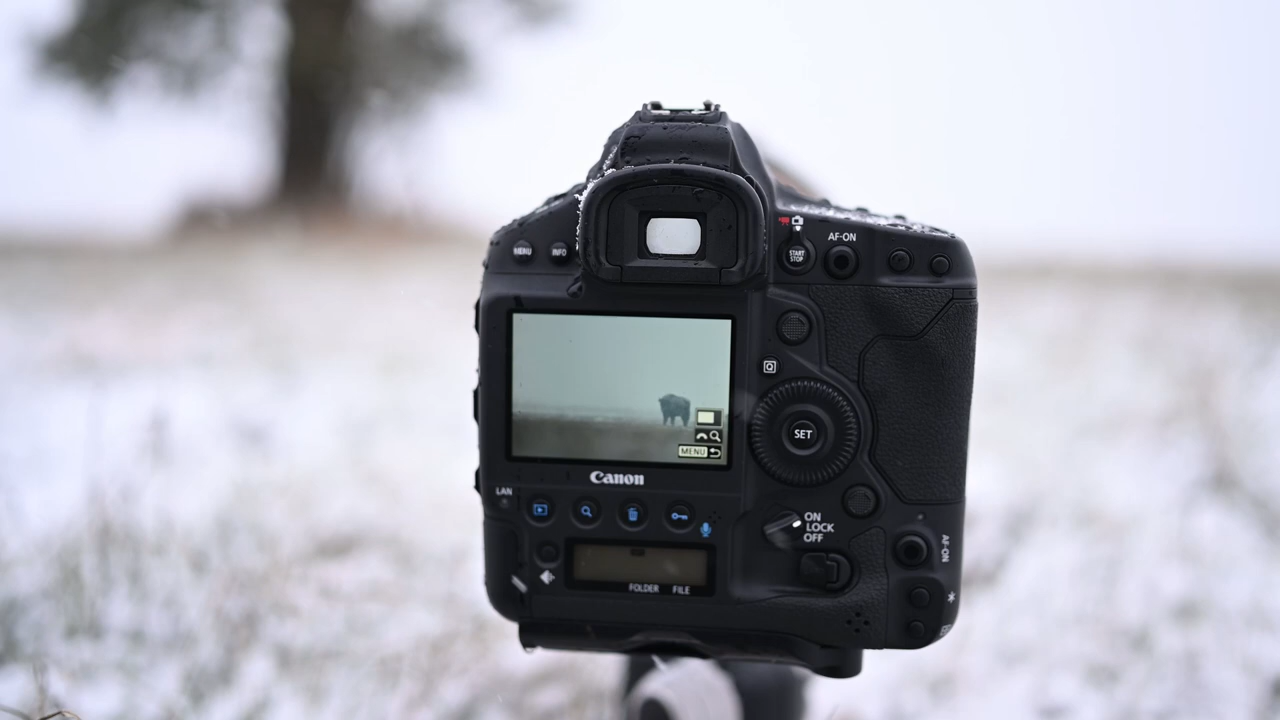 MENU
INFO
START
STOP
AF-ON
Q
SET
MENU
Canon
LAN
ON
LOCK
OFF
FOLDER FILE
AF-ON